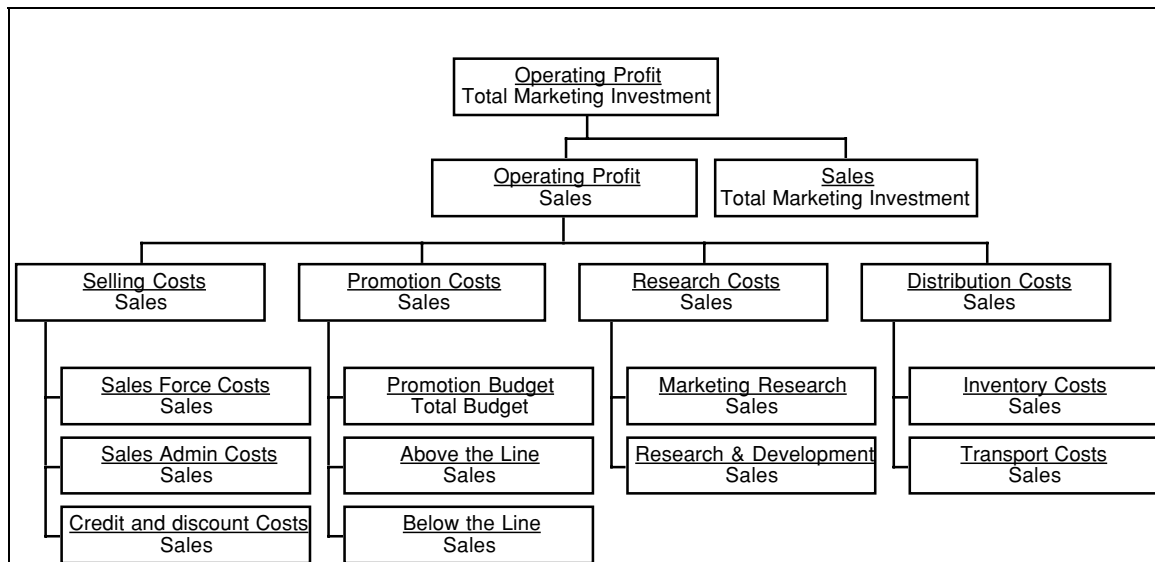 Operating Profit
Total Marketing Investment
Operating Profit
Sales
Sales
Total Marketing Investment
Selling Costs
Sales
Promotion Costs
Sales
Research Costs
Sales
Distribution Costs
Sales
Sales Force Costs
Sales
Promotion Budget
Total Budget
Marketing Research
Sales
Inventory Costs
Sales
Sales Admin Costs
Sales
Above the Line
Sales
Research & Development
Sales
Transport Costs
Sales
Credit and discount Costs
Sales
Below the Line
Sales